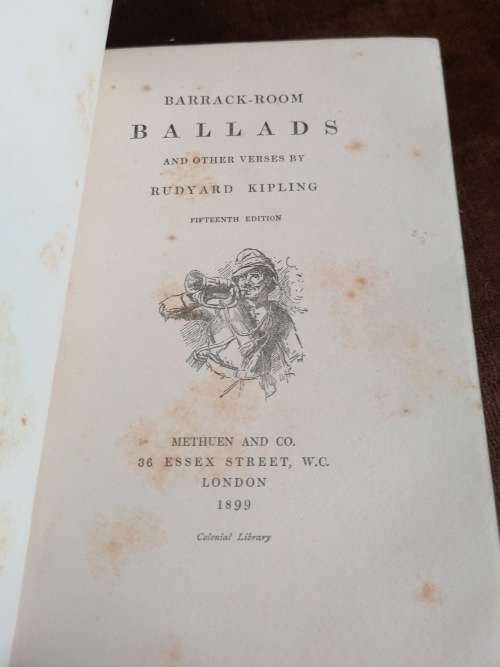 BARRACK-ROOM
BALLADS
AND OTHER VERSES BY
RUDYARD KIPLING
FIFTEENTH EDITION
METHUEN AND CO.
36 ESSEX STREET, W.C.
LONDON
1899
Colonial Library